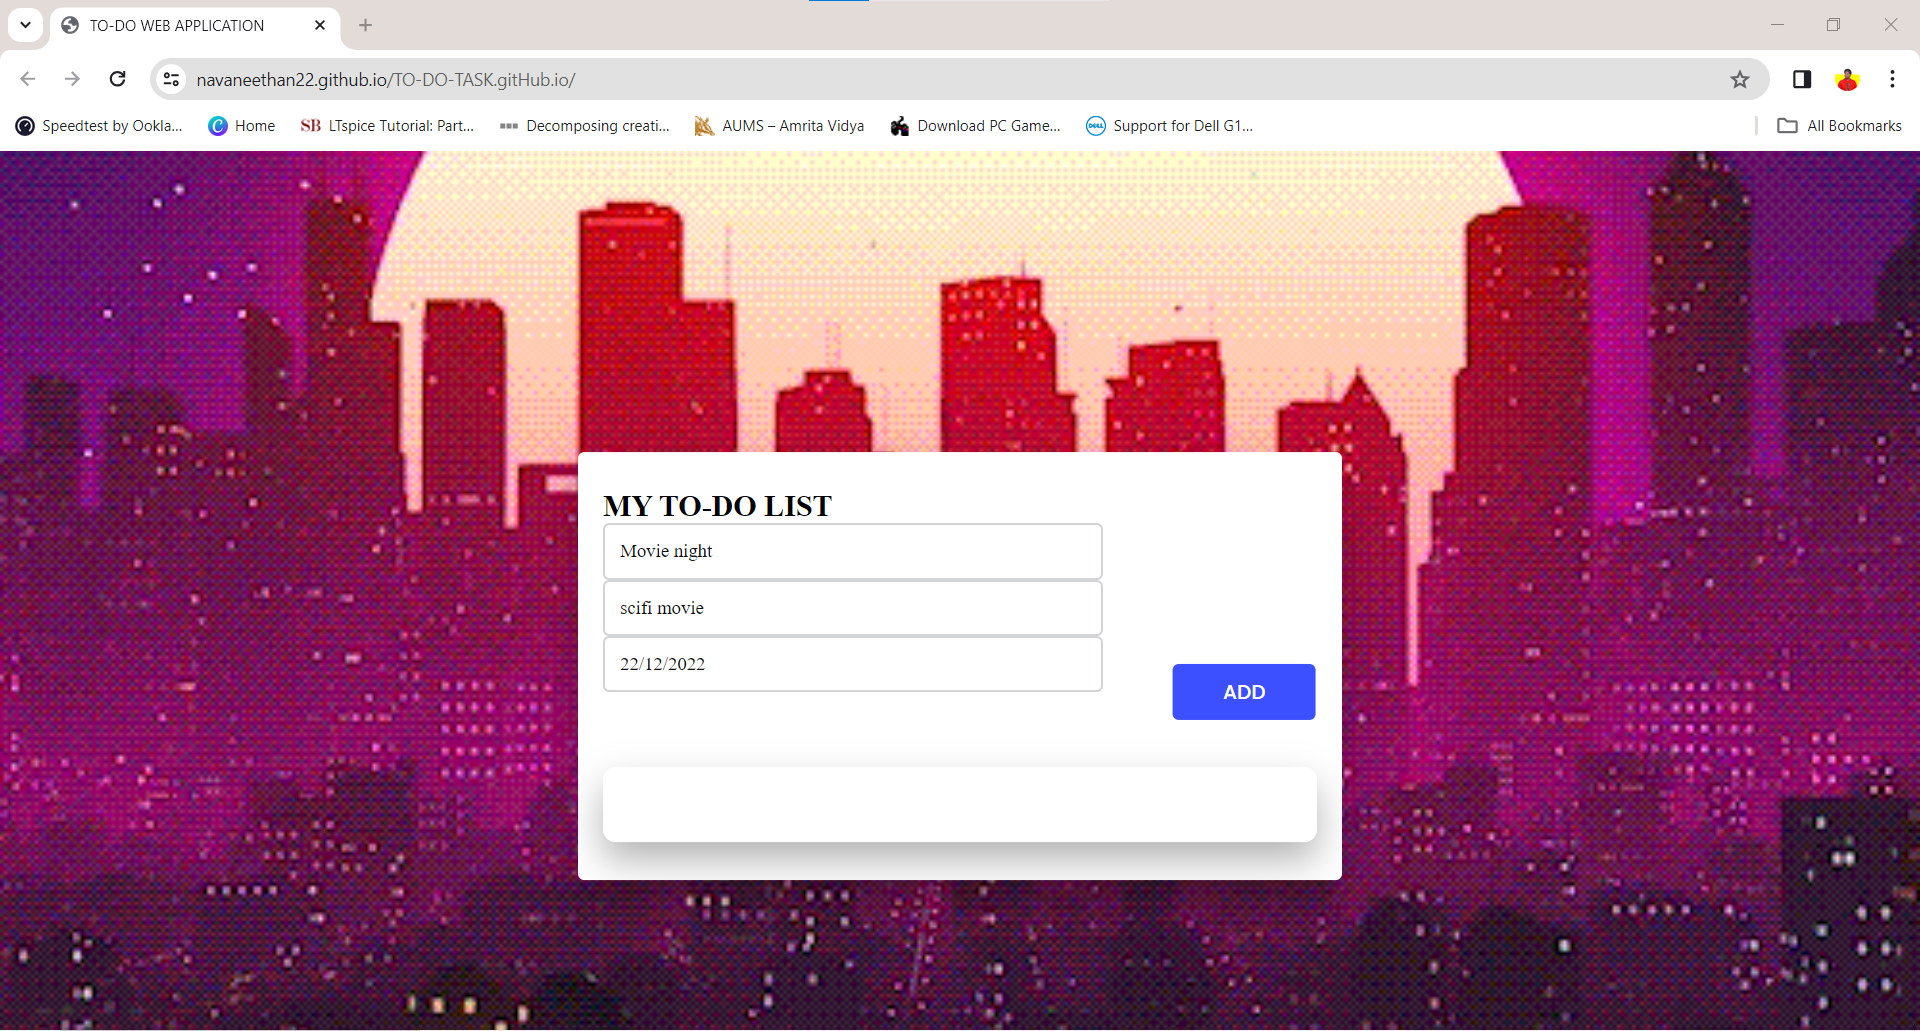 TO-DO WEB APPLICATION
navaneethan22.github.io/TO-DO-TASK.gitHub.io/
Speedtest by Ookla... Home SB LTspice Tutorial: Part... Decomposing creati... AUMS – Amrita Vidya Download PC Game... DELL Support for Dell G1... All Bookmarks
MY TO-DO LIST
Movie night
scifi movie
22/12/2022
ADD